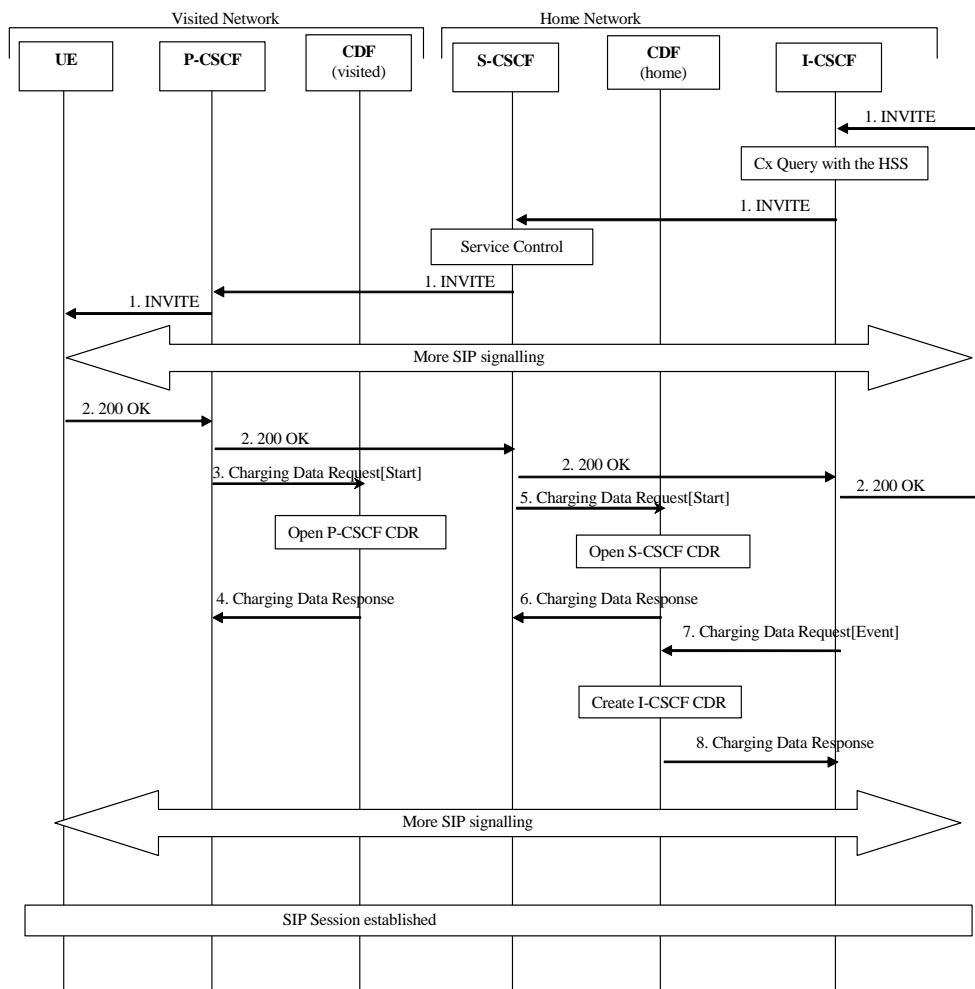 Visited Network
Home Network
UE
P-CSCF
CDF
(visited)
S-CSCF
CDF
(home)
I-CSCF
1. INVITE
Cx Query with the HSS
1. INVITE
Service Control
1. INVITE
1. INVITE
More SIP signalling
2. 200 OK
2. 200 OK
2. 200 OK
3. Charging Data Request[Start]
2. 200 OK
5. Charging Data Request[Start]
Open P-CSCF CDR
Open S-CSCF CDR
4. Charging Data Response
6. Charging Data Response
7. Charging Data Request[Event]
Create I-CSCF CDR
8. Charging Data Response
More SIP signalling
SIP Session established